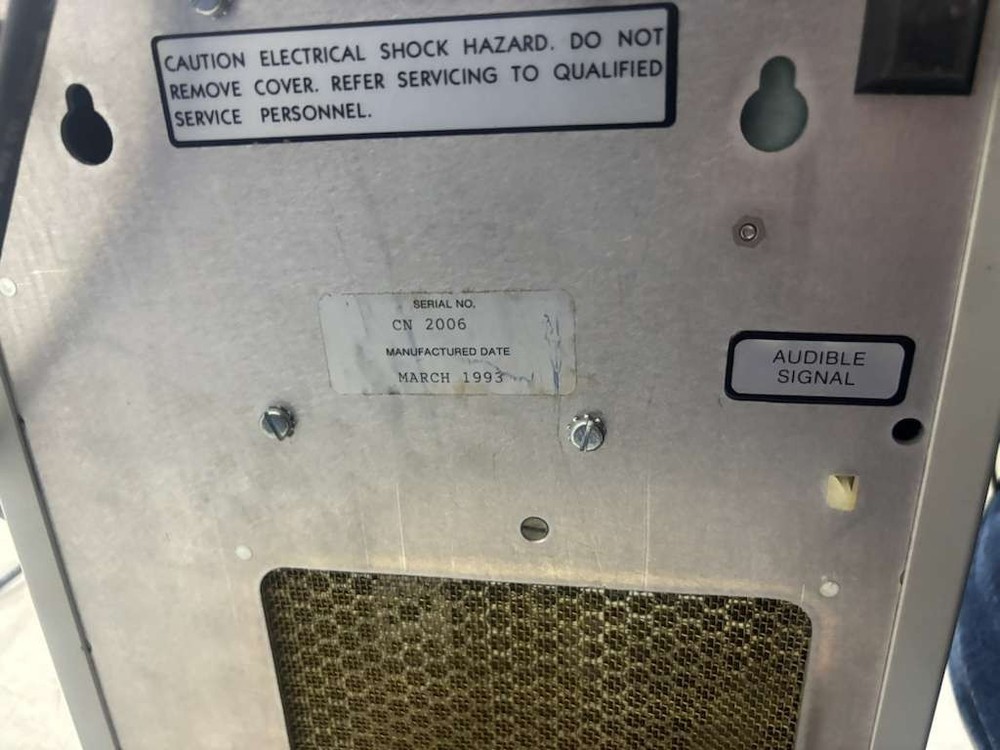 CAUTION ELECTRICAL SHOCK HAZARD. DO NOT
REMOVE COVER. REFER SERVICING TO QUALIFIED
SERVICE PERSONNEL.
SERIAL NO.
CN 2006
MANUFACTURED DATE
MARCH 1993
AUDIBLE
SIGNAL